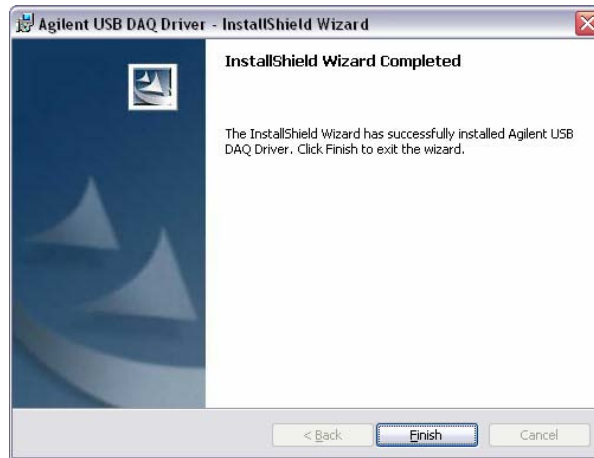 Agilent USB DAQ Driver - InstallShield Wizard
InstallShield Wizard Completed
The InstallShield Wizard has successfully installed Agilent USB
DAQ Driver. Click Finish to exit the wizard.
< Back Finish Cancel